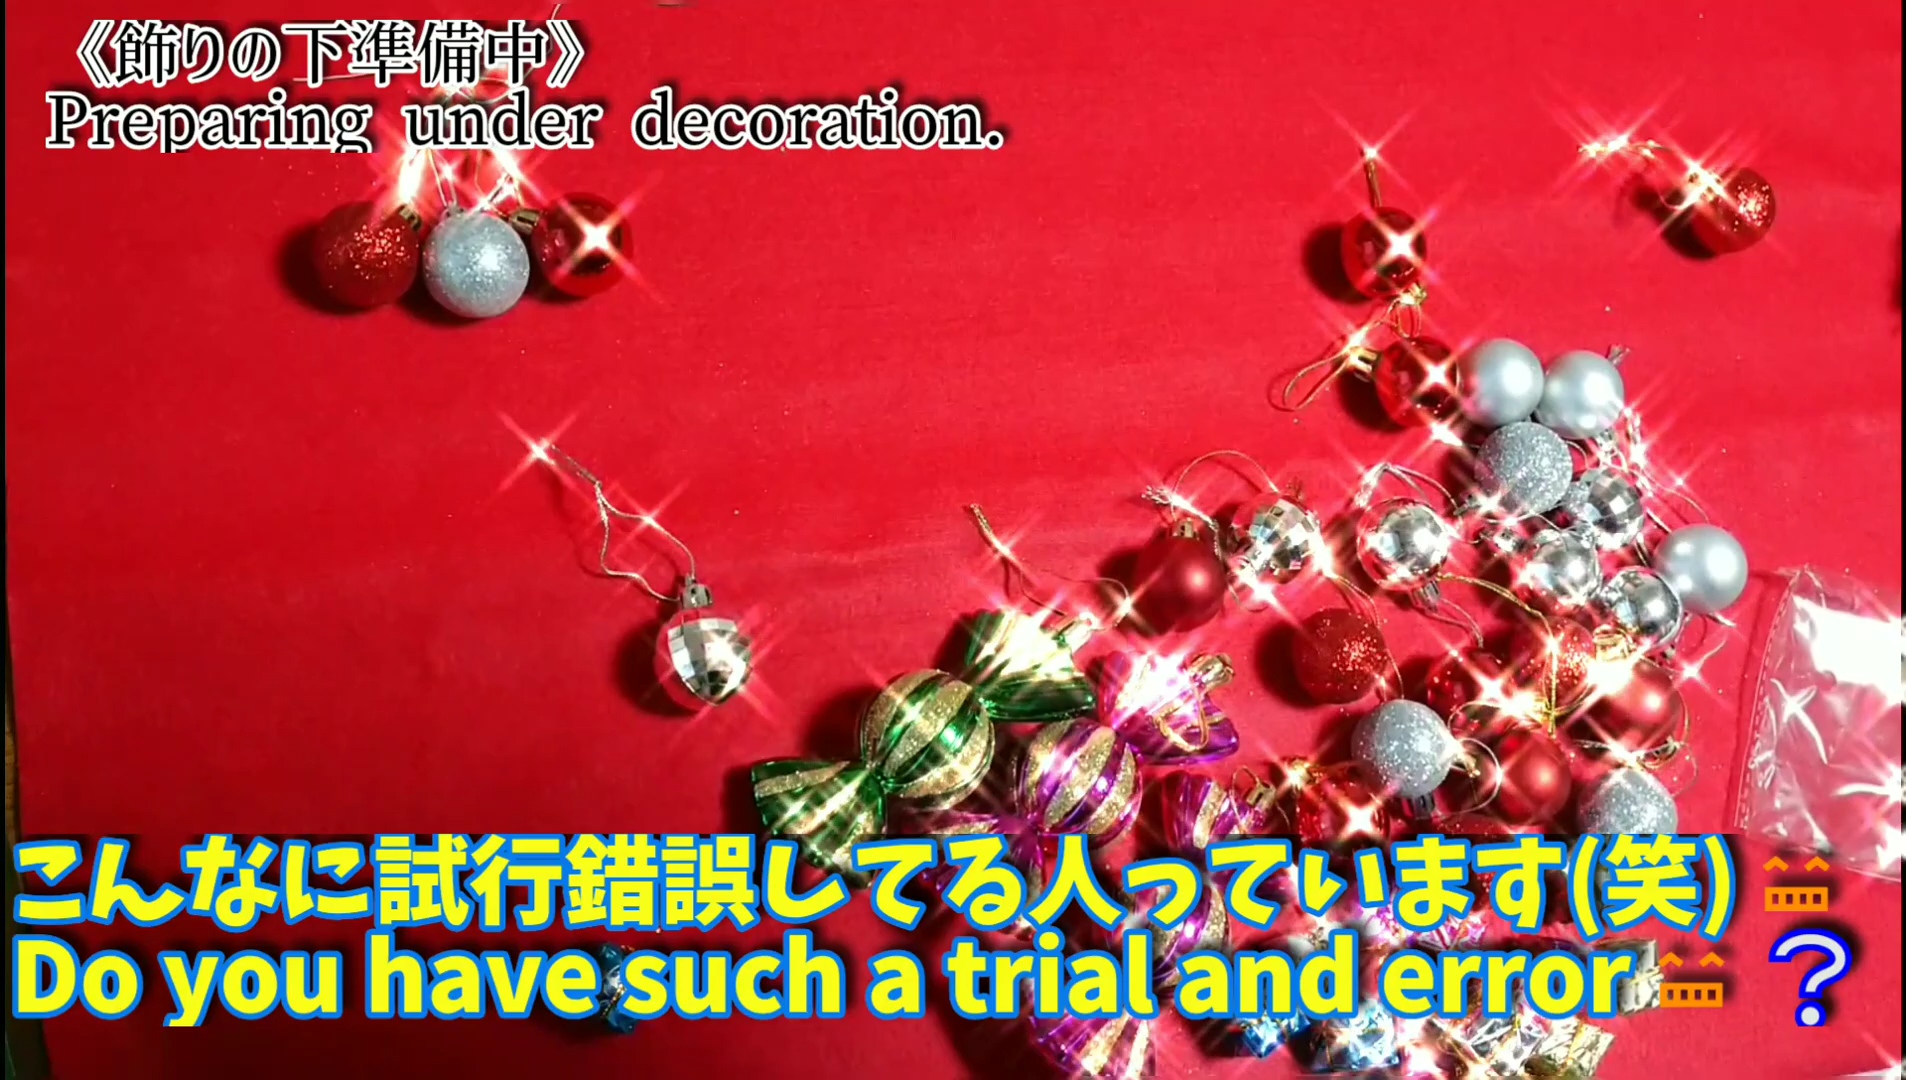 《飾りの下準備中》
Preparing under decoration.
こんなに試行錯誤してる人っています(笑)😁
Do you have such a trial and error😁?